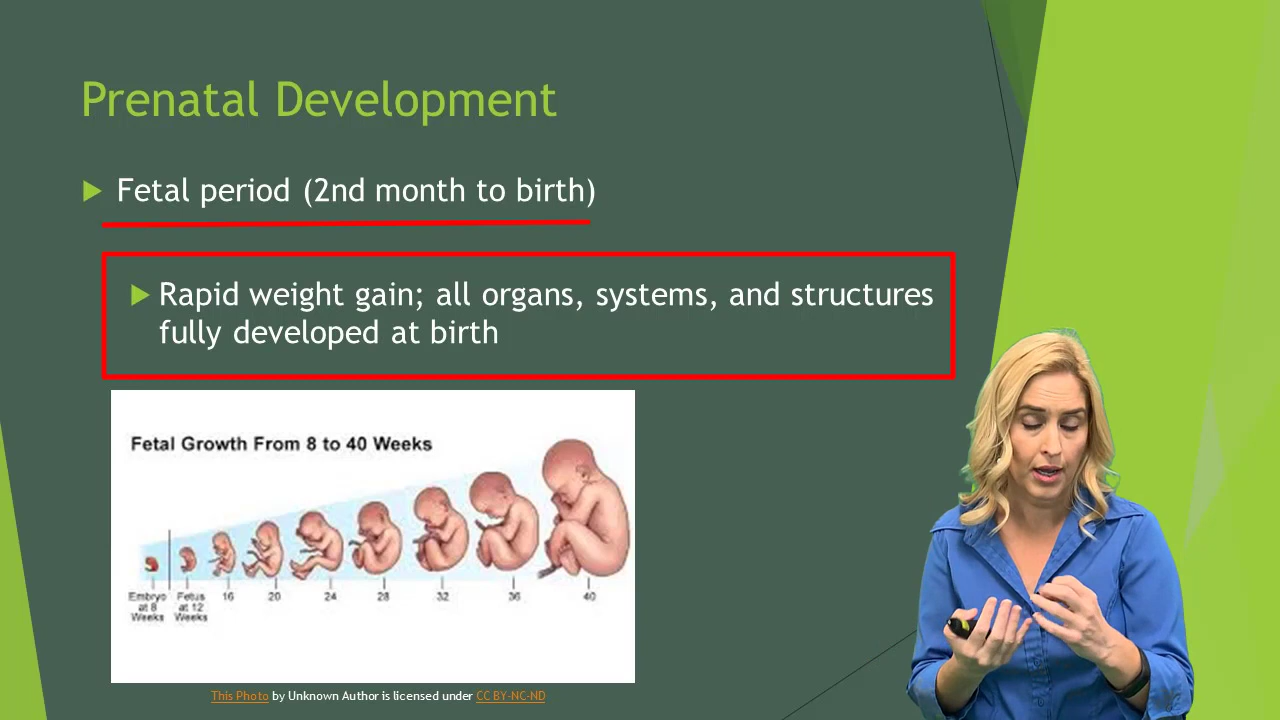 Prenatal Development
Fetal period (2nd month to birth)
Rapid weight gain; all organs, systems, and structures
fully developed at birth
Fetal Growth From 8 to 40 Weeks
Embryo at 8 Weeks
Fetus at 12 Weeks
16
20
24
28
32
36
40
This Photo by Unknown Author is licensed under CC BY-NC-ND